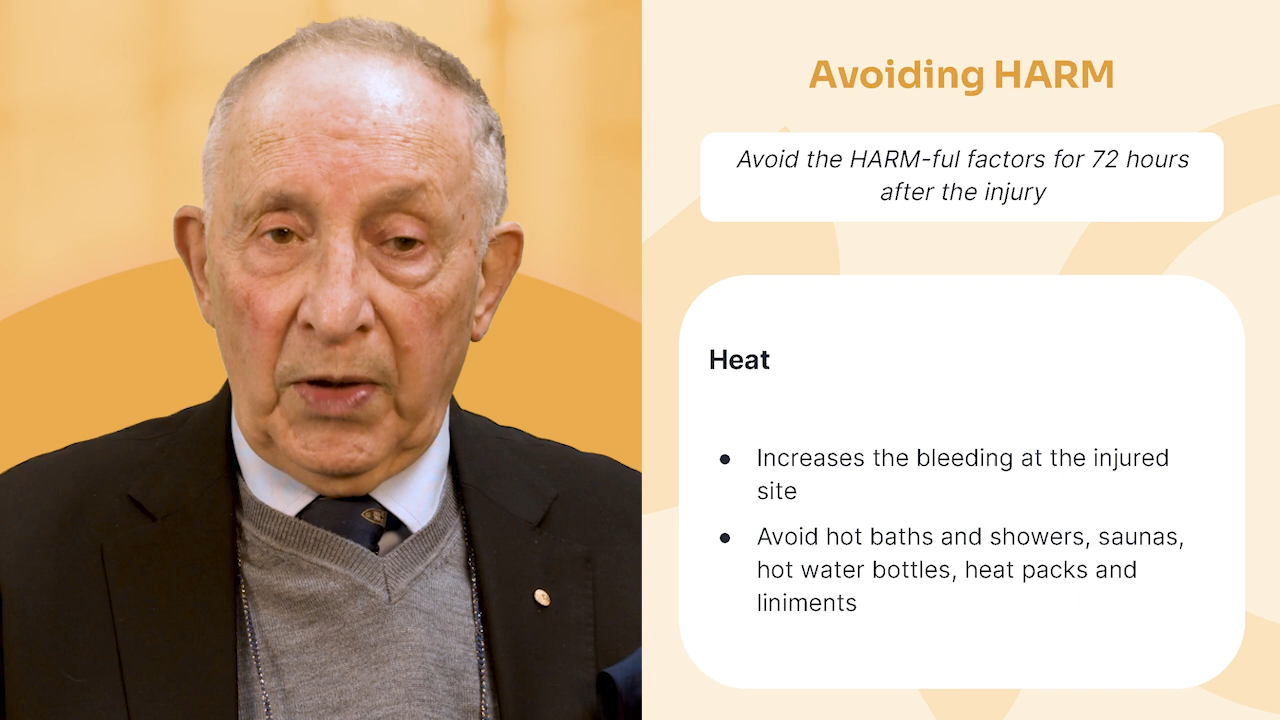 Avoiding HARM
Avoid the HARM-ful factors for 72 hours
after the injury
Heat
• Increases the bleeding at the injured
site
• Avoid hot baths and showers, saunas,
hot water bottles, heat packs and
liniments